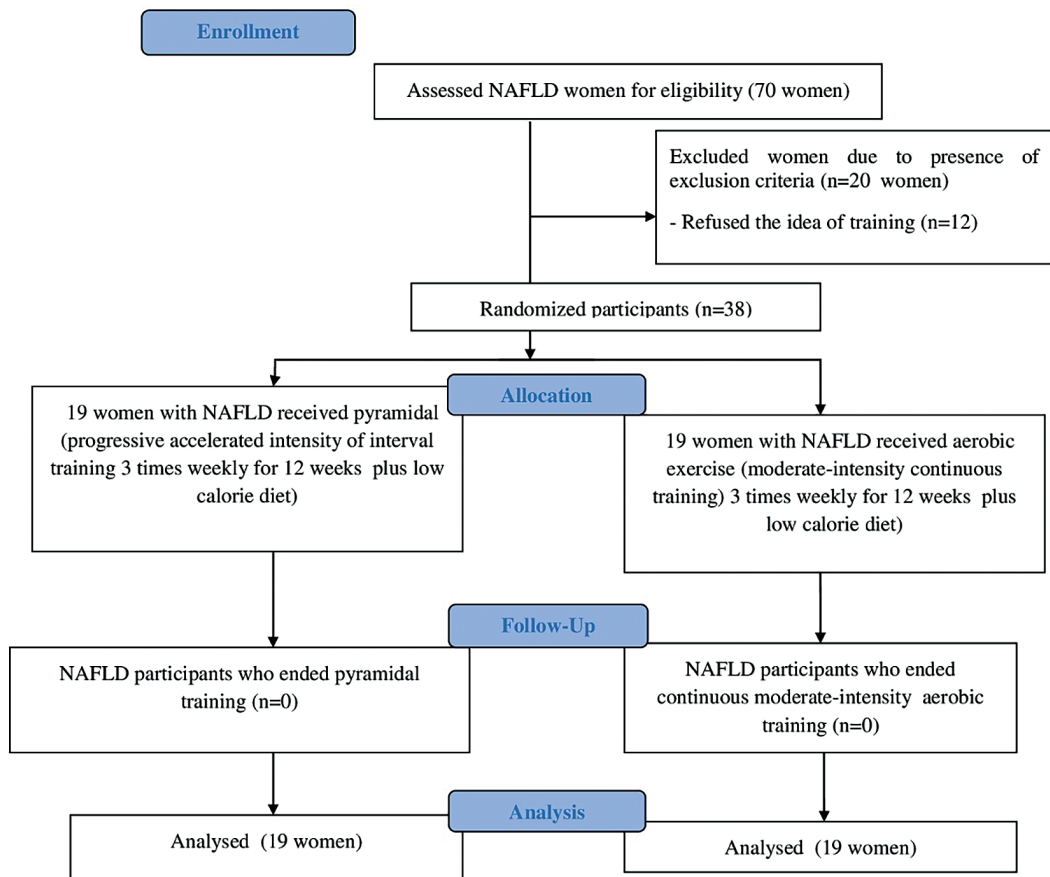 Enrollment
Assessed NAFLD women for eligibility (70 women)
Excluded women due to presence of
exclusion criteria (n=20 women)
- Refused the idea of training (n=12)
Randomized participants (n=38)
Allocation
19 women with NAFLD received pyramidal
(progressive accelerated intensity of interval
training 3 times weekly for 12 weeks plus low
calorie diet)
19 women with NAFLD received aerobic
exercise (moderate-intensity continuous
training) 3 times weekly for 12 weeks plus
low calorie diet)
Follow-Up
NAFLD participants who ended pyramidal
training (n=0)
NAFLD participants who ended
continuous moderate-intensity aerobic
training (n=0)
Analysis
Analysed (19 women)
Analysed (19 women)